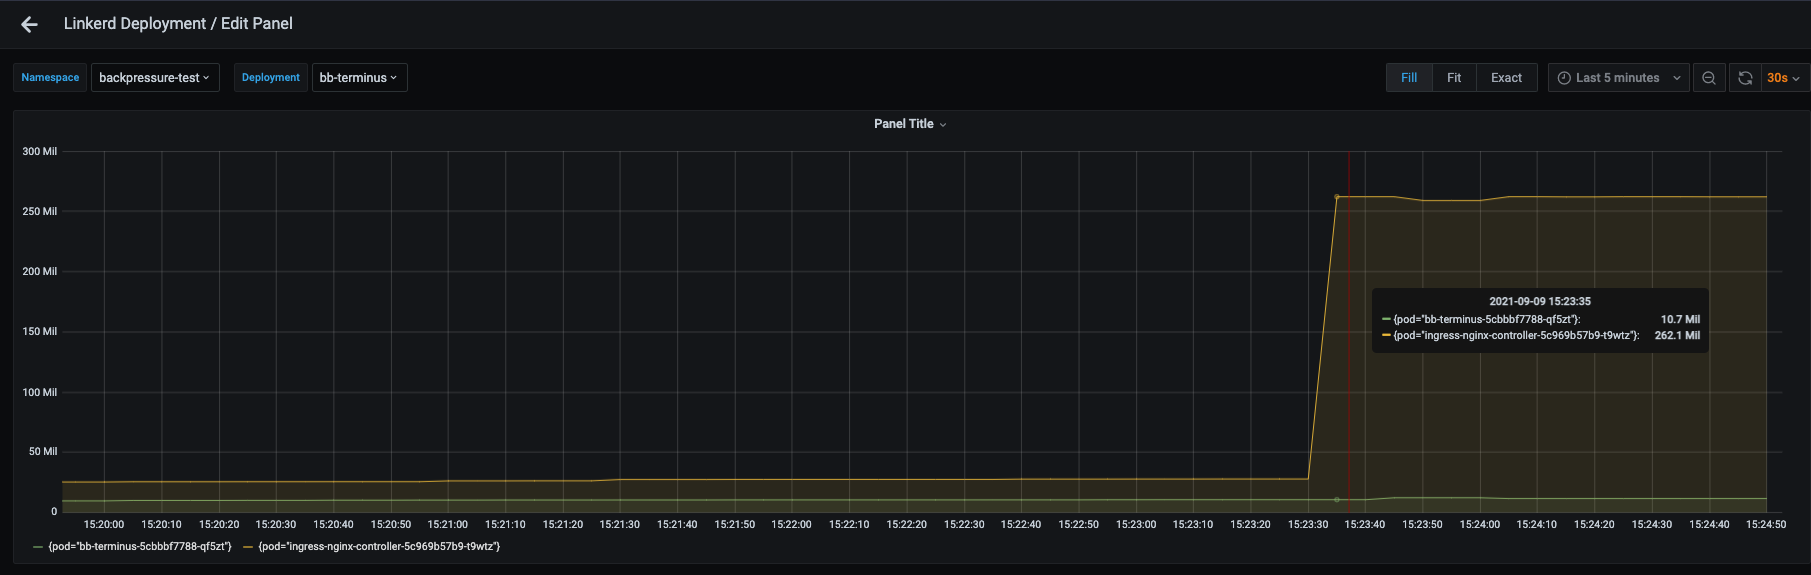 Linkerd Deployment / Edit Panel
Namespace backpressure-test Deployment bb-terminus Fill Fit Exact Last 5 minutes 30s
Panel Title
300 Mil
250 Mil
200 Mil
150 Mil
100 Mil
50 Mil
0
2021-09-09 15:23:35
{pod="bb-terminus-5cbbbf7788-qf5zt"}: 10.7 Mil
{pod="ingress-nginx-controller-5c969b57b9-t9wtz"}: 262.1 Mil
15:20:00 15:20:10 15:20:20 15:20:30 15:20:40 15:20:50 15:21:00 15:21:10 15:21:20 15:21:30 15:21:40 15:21:50 15:22:00 15:22:10 15:22:20 15:22:30 15:22:40 15:22:50 15:23:00 15:23:10 15:23:20 15:23:30 15:23:40 15:23:50 15:24:00 15:24:10 15:24:20 15:24:30 15:24:40 15:24:50
{pod="bb-terminus-5cbbbf7788-qf5zt"} {pod="ingress-nginx-controller-5c969b57b9-t9wtz"}